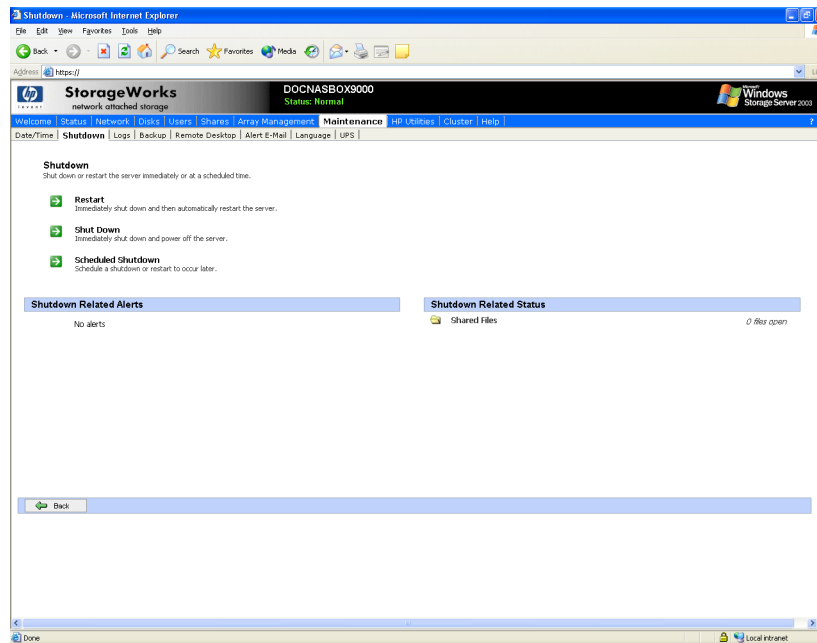 Shutdown - Microsoft Internet Explorer
File Edit View Favorites Tools Help
Back Search Favorites Media
Address https://
hp StorageWorks DOCNASBOX9000 Microsoft Windows
invent network attached storage Status: Normal Storage Server 2003
Welcome Status Network Disks Users Shares Array Management Maintenance HP Utilities Cluster Help ?
Date/Time Shutdown Logs Backup Remote Desktop Alert E-Mail Language UPS
Shutdown
Shut down or restart the server immediately or at a scheduled time.
Restart
Immediately shut down and then automatically restart the server.
Shut Down
Immediately shut down and power off the server.
Scheduled Shutdown
Schedule a shutdown or restart to occur later.
Shutdown Related Alerts Shutdown Related Status
No alerts Shared Files 0 files open
Back
Done Local intranet